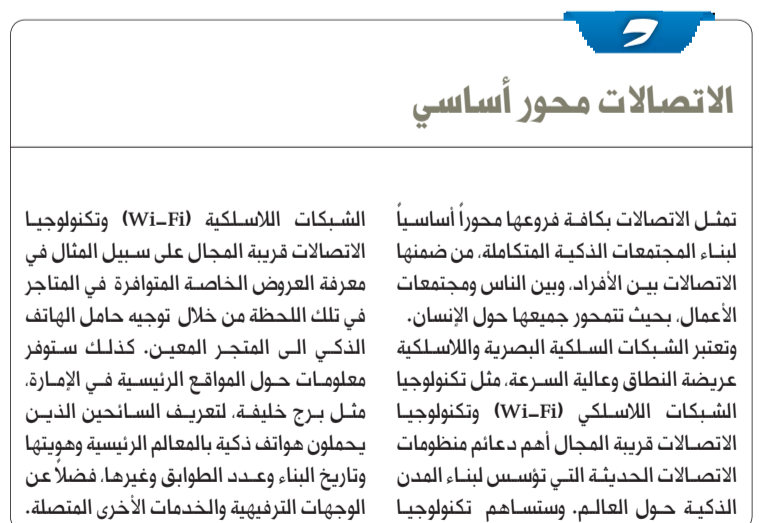 الاتصالات محور أساسي
تمثل الاتصالات بكافة فروعها محوراً أساسياً
لبناء المجتمعات الذكية المتكاملة، من ضمنها
الاتصالات بين الأفراد، وبين الناس ومجتمعات
الأعمال، بحيث تتمحور جميعها حول الإنسان.
وتعتبر الشبكات السلكية البصرية واللاسلكية
عريضة النطاق وعالية السرعة، مثل تكنولوجيا
الشبكات اللاسلكي (Wi-Fi) وتكنولوجيا
الاتصالات قريبة المجال أهم دعائم منظومات
الاتصالات الحديثة التي تؤسس لبناء المدن
الذكية حول العالم. وستساهم تكنولوجيا
الشبكات اللاسلكية (Wi-Fi) وتكنولوجيا
الاتصالات قريبة المجال على سبيل المثال في
معرفة العروض الخاصة المتوافرة في المتاجر
في تلك اللحظة من خلال توجيه حامل الهاتف
الذكي الى المتجر المعين. كذلك ستوفر
معلومات حول المواقع الرئيسية في الإمارة،
مثل برج خليفة، لتعريف السائحين الذين
يحملون هواتف ذكية بالمعالم الرئيسية وهويتها
وتاريخ البناء وعدد الطوابق وغيرها، فضلاً عن
الوجهات الترفيهية والخدمات الأخرى المتصلة.